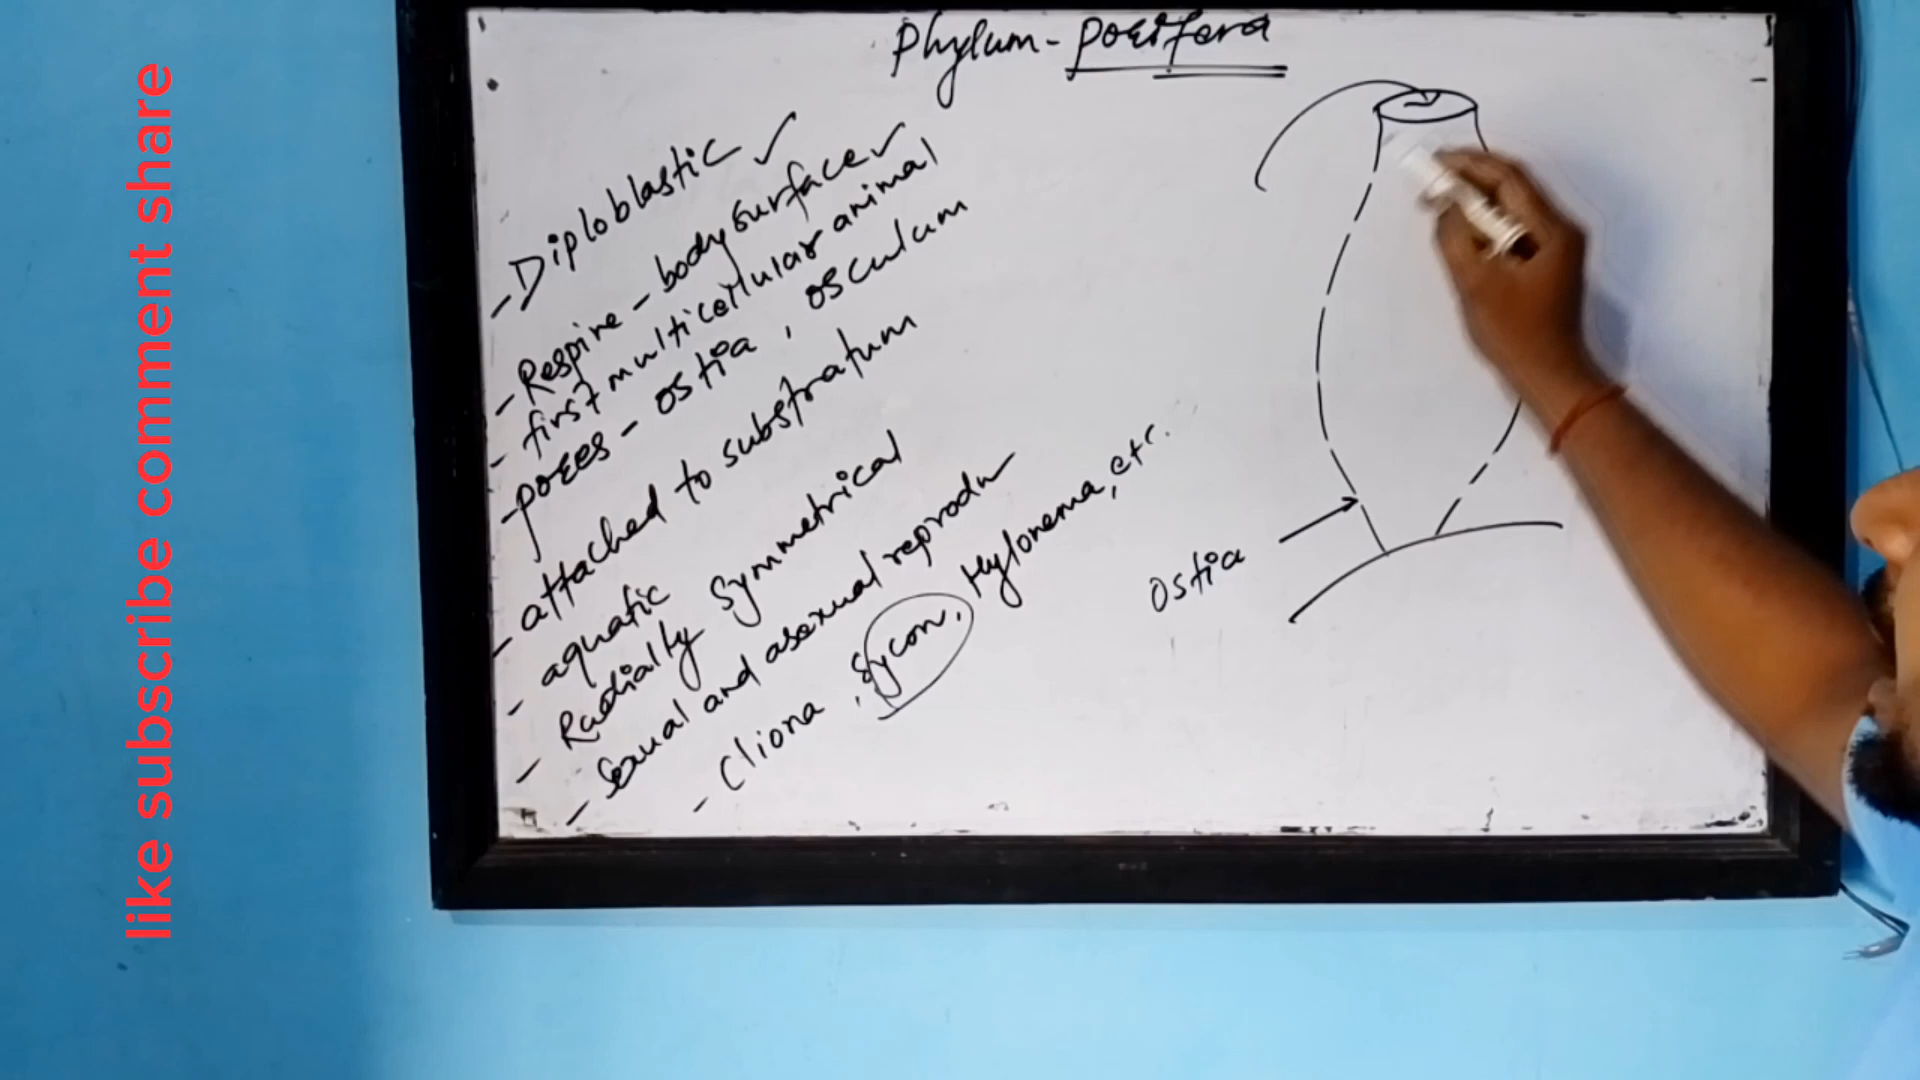 Phylum - Porifera
- Diploblastic ✓
- Respire - body surface ✓
- first multicellular animal
- pores - ostia, osculum
- attached to substratum
- aquatic
- Radially symmetrical
- Sexual and asexual reprodu
- Cliona, Sycon, Hylonema, etc.
Ostia
like subscribe comment share